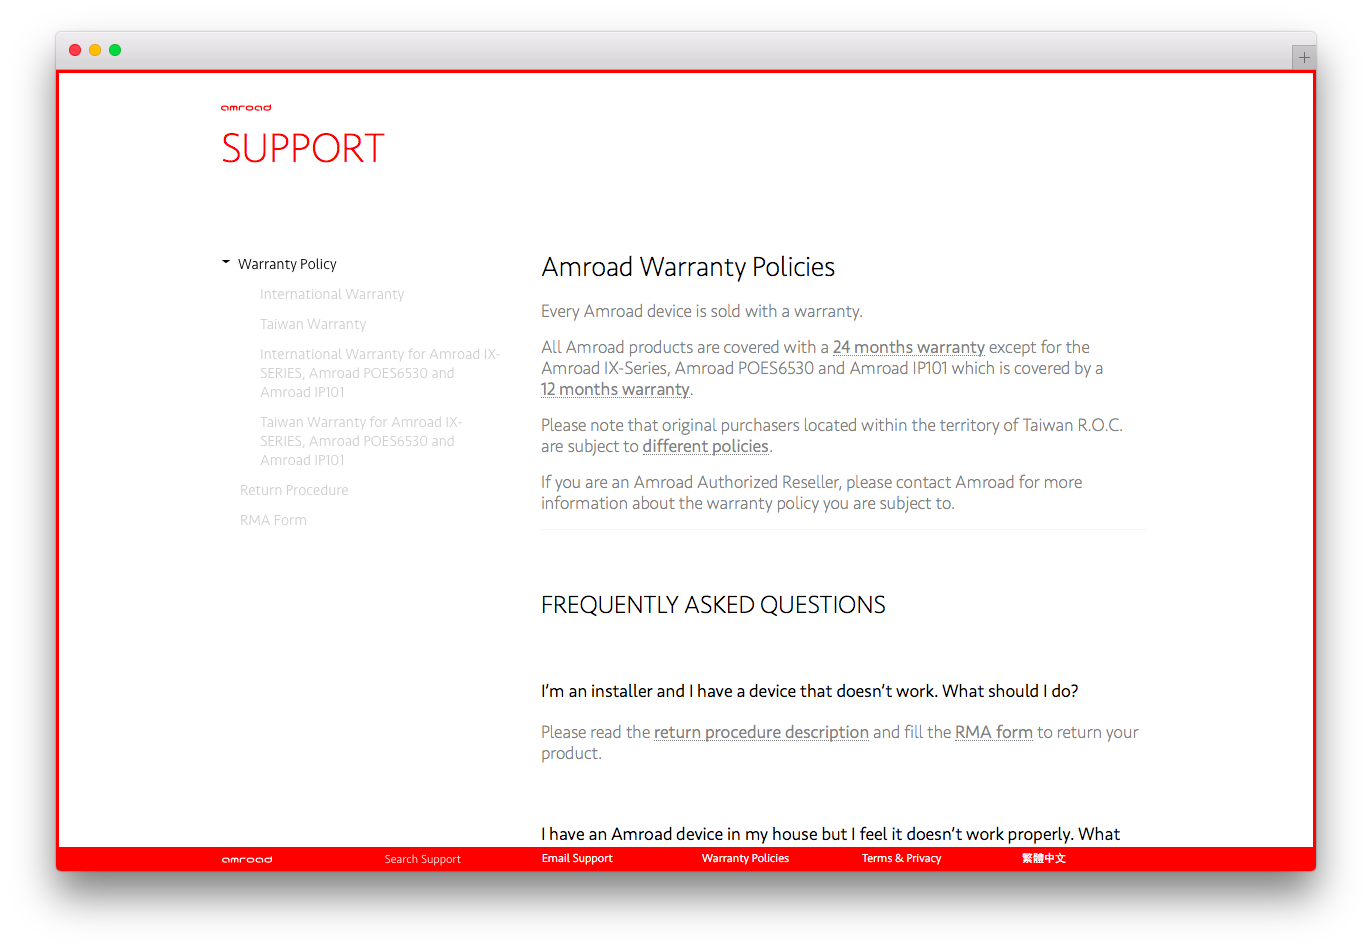 amroad
SUPPORT
Warranty Policy
International Warranty
Taiwan Warranty
International Warranty for Amroad IX-
SERIES, Amroad POES6530 and
Amroad IP101
Taiwan Warranty for Amroad IX-
SERIES, Amroad POES6530 and
Amroad IP101
Return Procedure
RMA Form
Amroad Warranty Policies
Every Amroad device is sold with a warranty.
All Amroad products are covered with a 24 months warranty except for the
Amroad IX-Series, Amroad POES6530 and Amroad IP101 which is covered by a
12 months warranty.
Please note that original purchasers located within the territory of Taiwan R.O.C.
are subject to different policies.
If you are an Amroad Authorized Reseller, please contact Amroad for more
information about the warranty policy you are subject to.
FREQUENTLY ASKED QUESTIONS
I’m an installer and I have a device that doesn’t work. What should I do?
Please read the return procedure description and fill the RMA form to return your
product.
I have an Amroad device in my house but I feel it doesn’t work properly. What
amroad Search Support Email Support Warranty Policies Terms & Privacy 繁體中文